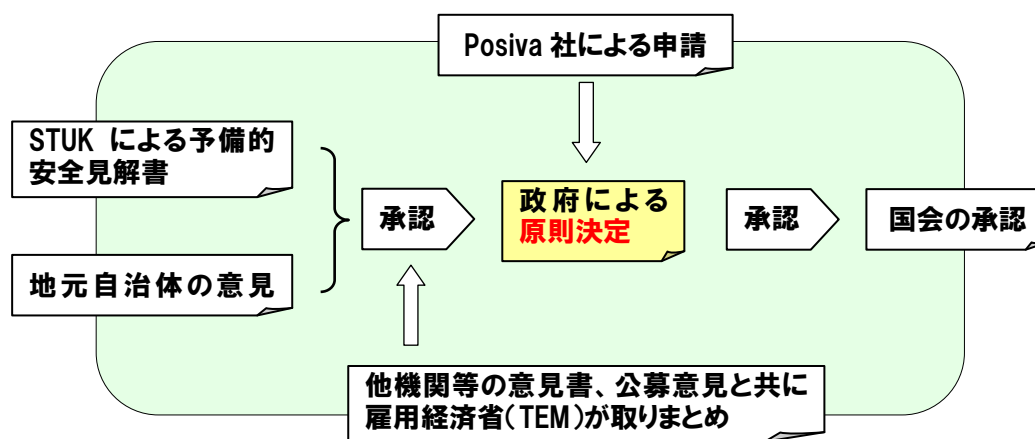 Posiva 社による申請
STUK による予備的
安全見解書
承認
政府による
原則決定
承認
国会の承認
地元自治体の意見
他機関等の意見書、公募意見と共に
雇用経済省(TEM)が取りまとめ